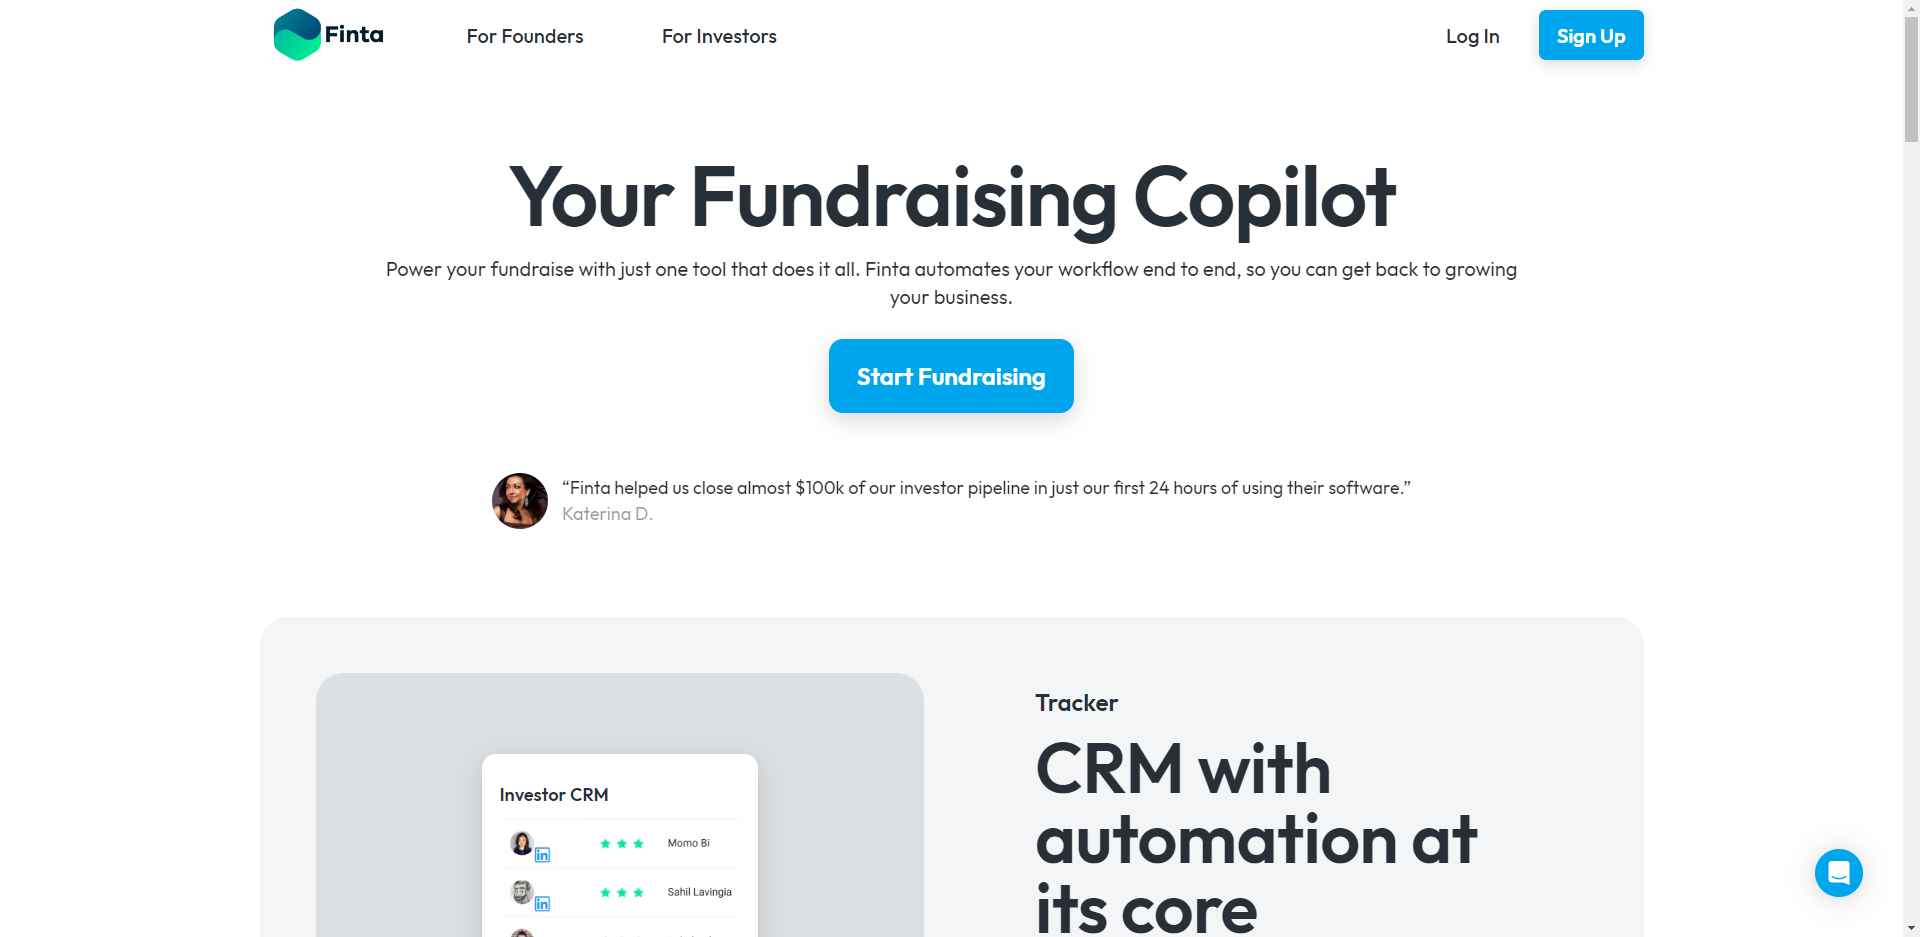 Finta
For Founders
For Investors
Log In
Sign Up
Your Fundraising Copilot
Power your fundraise with just one tool that does it all. Finta automates your workflow end to end, so you can get back to growing
your business.
Start Fundraising
“Finta helped us close almost $100k of our investor pipeline in just our first 24 hours of using their software.”
Katerina D.
Investor CRM
in
Momo Bi
in
Sahil Lavingia
Tracker
CRM with
automation at
its core